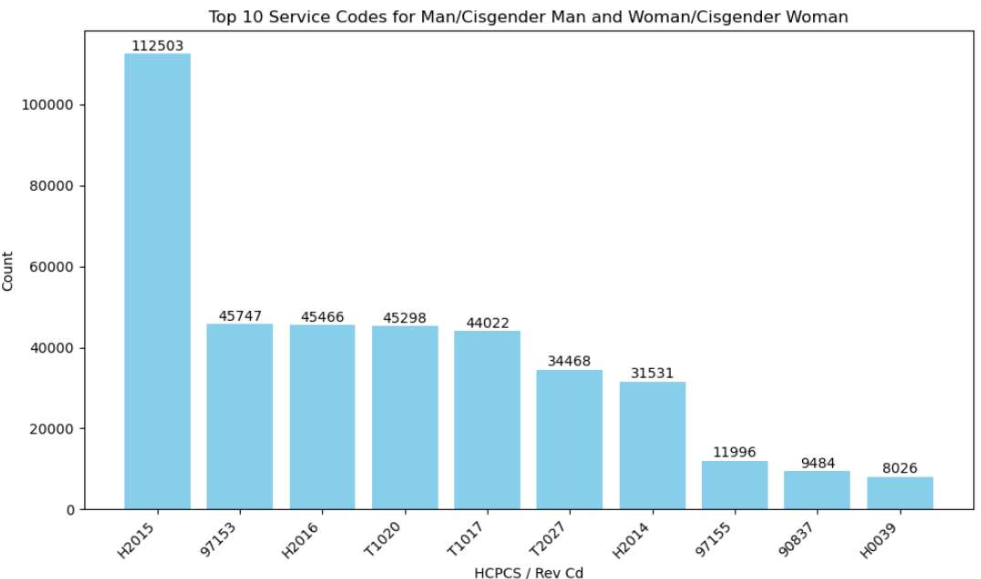 Top 10 Service Codes for Man/Cisgender Man and Woman/Cisgender Woman
112503
100000
80000
60000
45747 45466 45298 44022
40000
34468
31531
20000
11996
9484
8026
0
Count
H2015 97153 H2016 T1020 T1017 T2027 H2014 97155 90837 H0039
HCPCS / Rev Cd